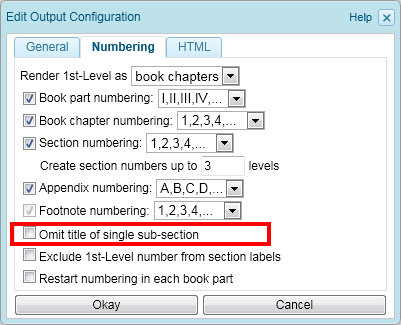 Edit Output Configuration Help
General Numbering HTML
Render 1st-Level as book chapters
Book part numbering: I,II,III,IV,...
Book chapter numbering: 1,2,3,4,...
Section numbering: 1,2,3,4,...
Create section numbers up to 3 levels
Appendix numbering: A,B,C,D,...
Footnote numbering: 1,2,3,4,...
Omit title of single sub-section
Exclude 1st-Level number from section labels
Restart numbering in each book part
Okay Cancel